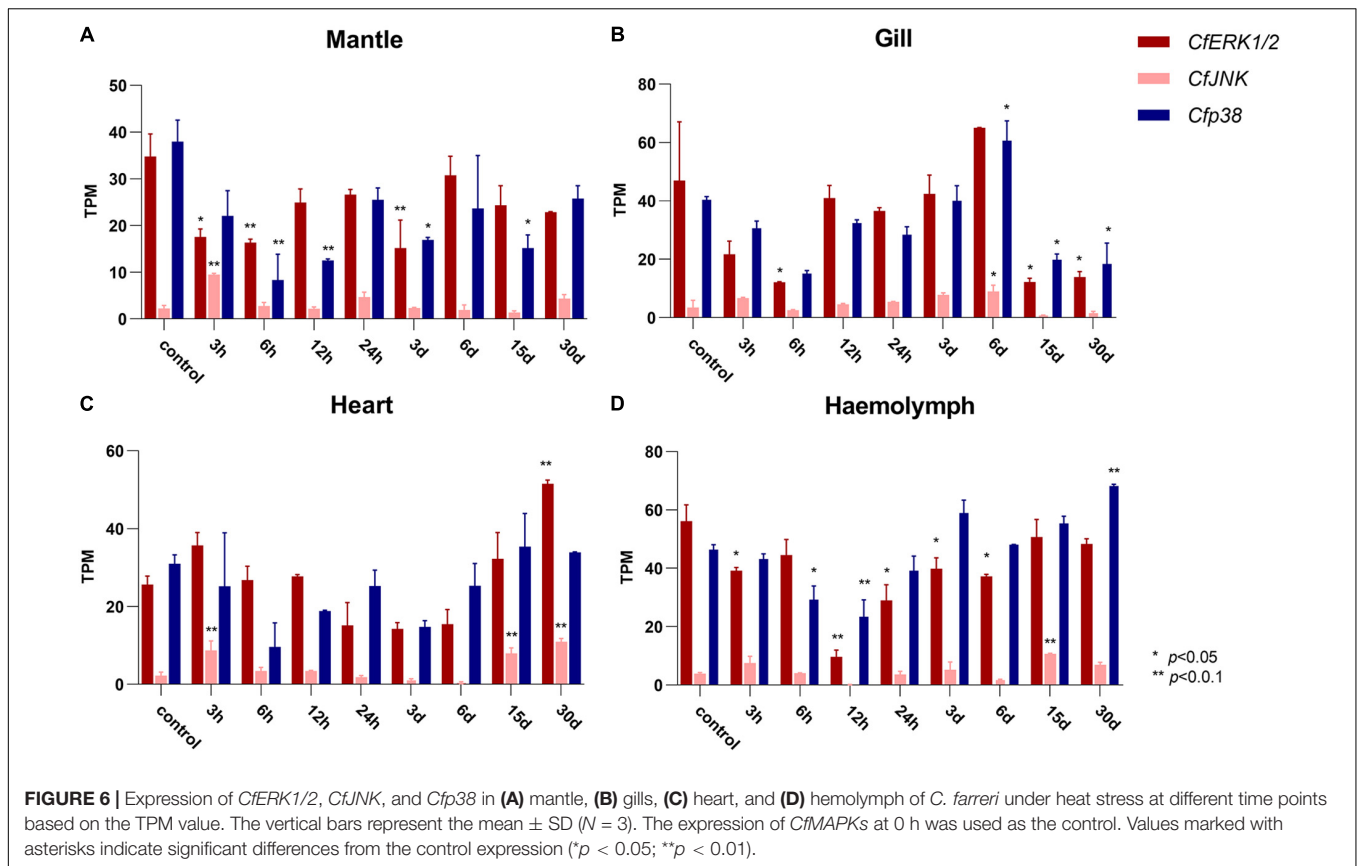 A
Mantle
50
40
30
20
10
0
TPM
*
**
**
**
**
**
*
*
control
3h
6h
12h
24h
3d
6d
15d
30d
B
Gill
80
60
40
20
0
TPM
*
*
*
*
*
*
*
control
3h
6h
12h
24h
3d
6d
15d
30d
CfERK1/2
CfJNK
Cfp38
C
Heart
60
40
20
0
TPM
**
**
**
**
control
3h
6h
12h
24h
3d
6d
15d
30d
D
Haemolymph
80
60
40
20
0
TPM
*
*
**
**
*
*
*
**
**
control
3h
6h
12h
24h
3d
6d
15d
30d
* p<0.05
** p<0.0.1
FIGURE 6 | Expression of CfERK1/2, CfJNK, and Cfp38 in (A) mantle, (B) gills, (C) heart, and (D) hemolymph of C. farreri under heat stress at different time points
based on the TPM value. The vertical bars represent the mean ± SD (N = 3). The expression of CfMAPKs at 0 h was used as the control. Values marked with
asterisks indicate significant differences from the control expression (*p < 0.05; **p < 0.01).